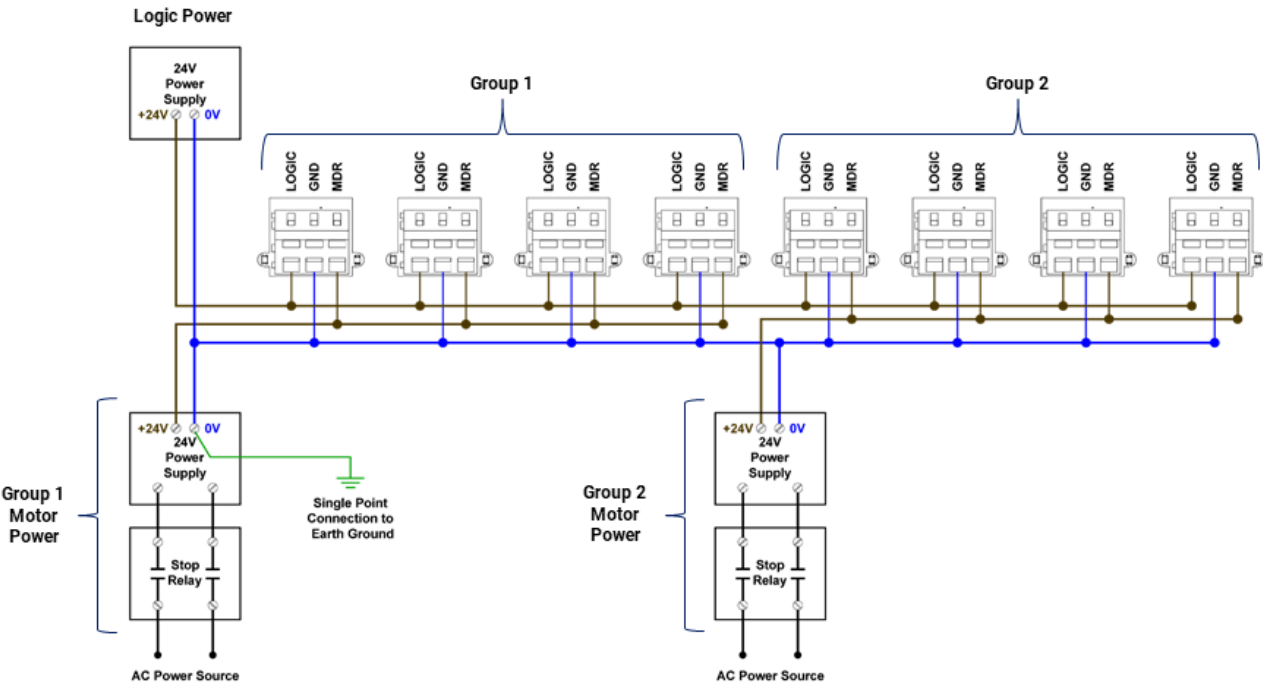 Logic Power
24V
Power
Supply
+24V 0V
Group 1
Group 2
LOGIC GND MDR
LOGIC GND MDR
LOGIC GND MDR
LOGIC GND MDR
LOGIC GND MDR
LOGIC GND MDR
LOGIC GND MDR
LOGIC GND MDR
Group 1
Motor
Power
+24V 0V
24V
Power
Supply
Single Point
Connection to
Earth Ground
Stop
Relay
AC Power Source
Group 2
Motor
Power
+24V 0V
24V
Power
Supply
Stop
Relay
AC Power Source